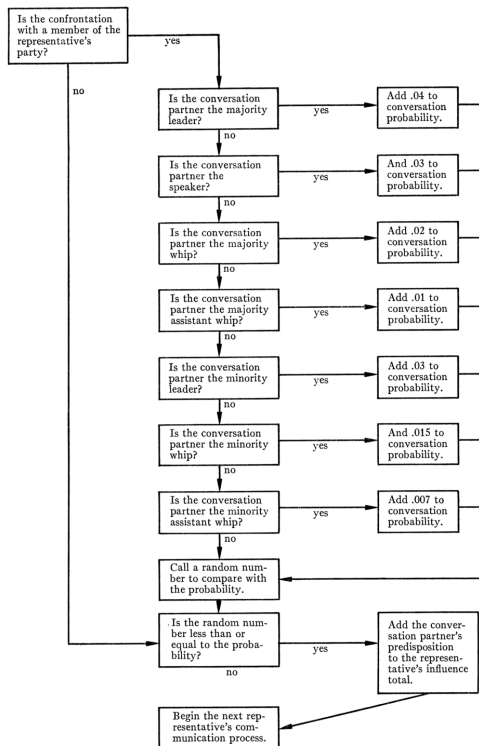 Is the confrontation
with a member of the
representative's
party?
yes
no
Is the conversation
partner the majority
leader?
yes
Add .04 to
conversation
probability.
no
Is the conversation
partner the
speaker?
yes
And .03 to
conversation
probability.
no
Is the conversation
partner the majority
whip?
yes
Add .02 to
conversation
probability.
no
Is the conversation
partner the majority
assistant whip?
yes
Add .01 to
conversation
probability.
no
Is the conversation
partner the minority
leader?
yes
Add .03 to
conversation
probability.
no
Is the conversation
partner the minority
whip?
yes
And .015 to
conversation
probability.
no
Is the conversation
partner the minority
assistant whip?
yes
Add .007 to
conversation
probability.
no
Call a random num-
ber to compare with
the probability.
Is the random num-
ber less than or
equal to the proba-
bility?
yes
no
Add the conver-
sation partner's
predisposition
to the represen-
tative's influence
total.
Begin the next rep-
resentative's com-
munication process.